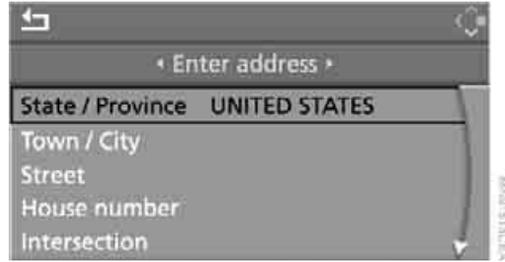 Enter address
State / Province UNITED STATES
Town / City
Street
House number
Intersection